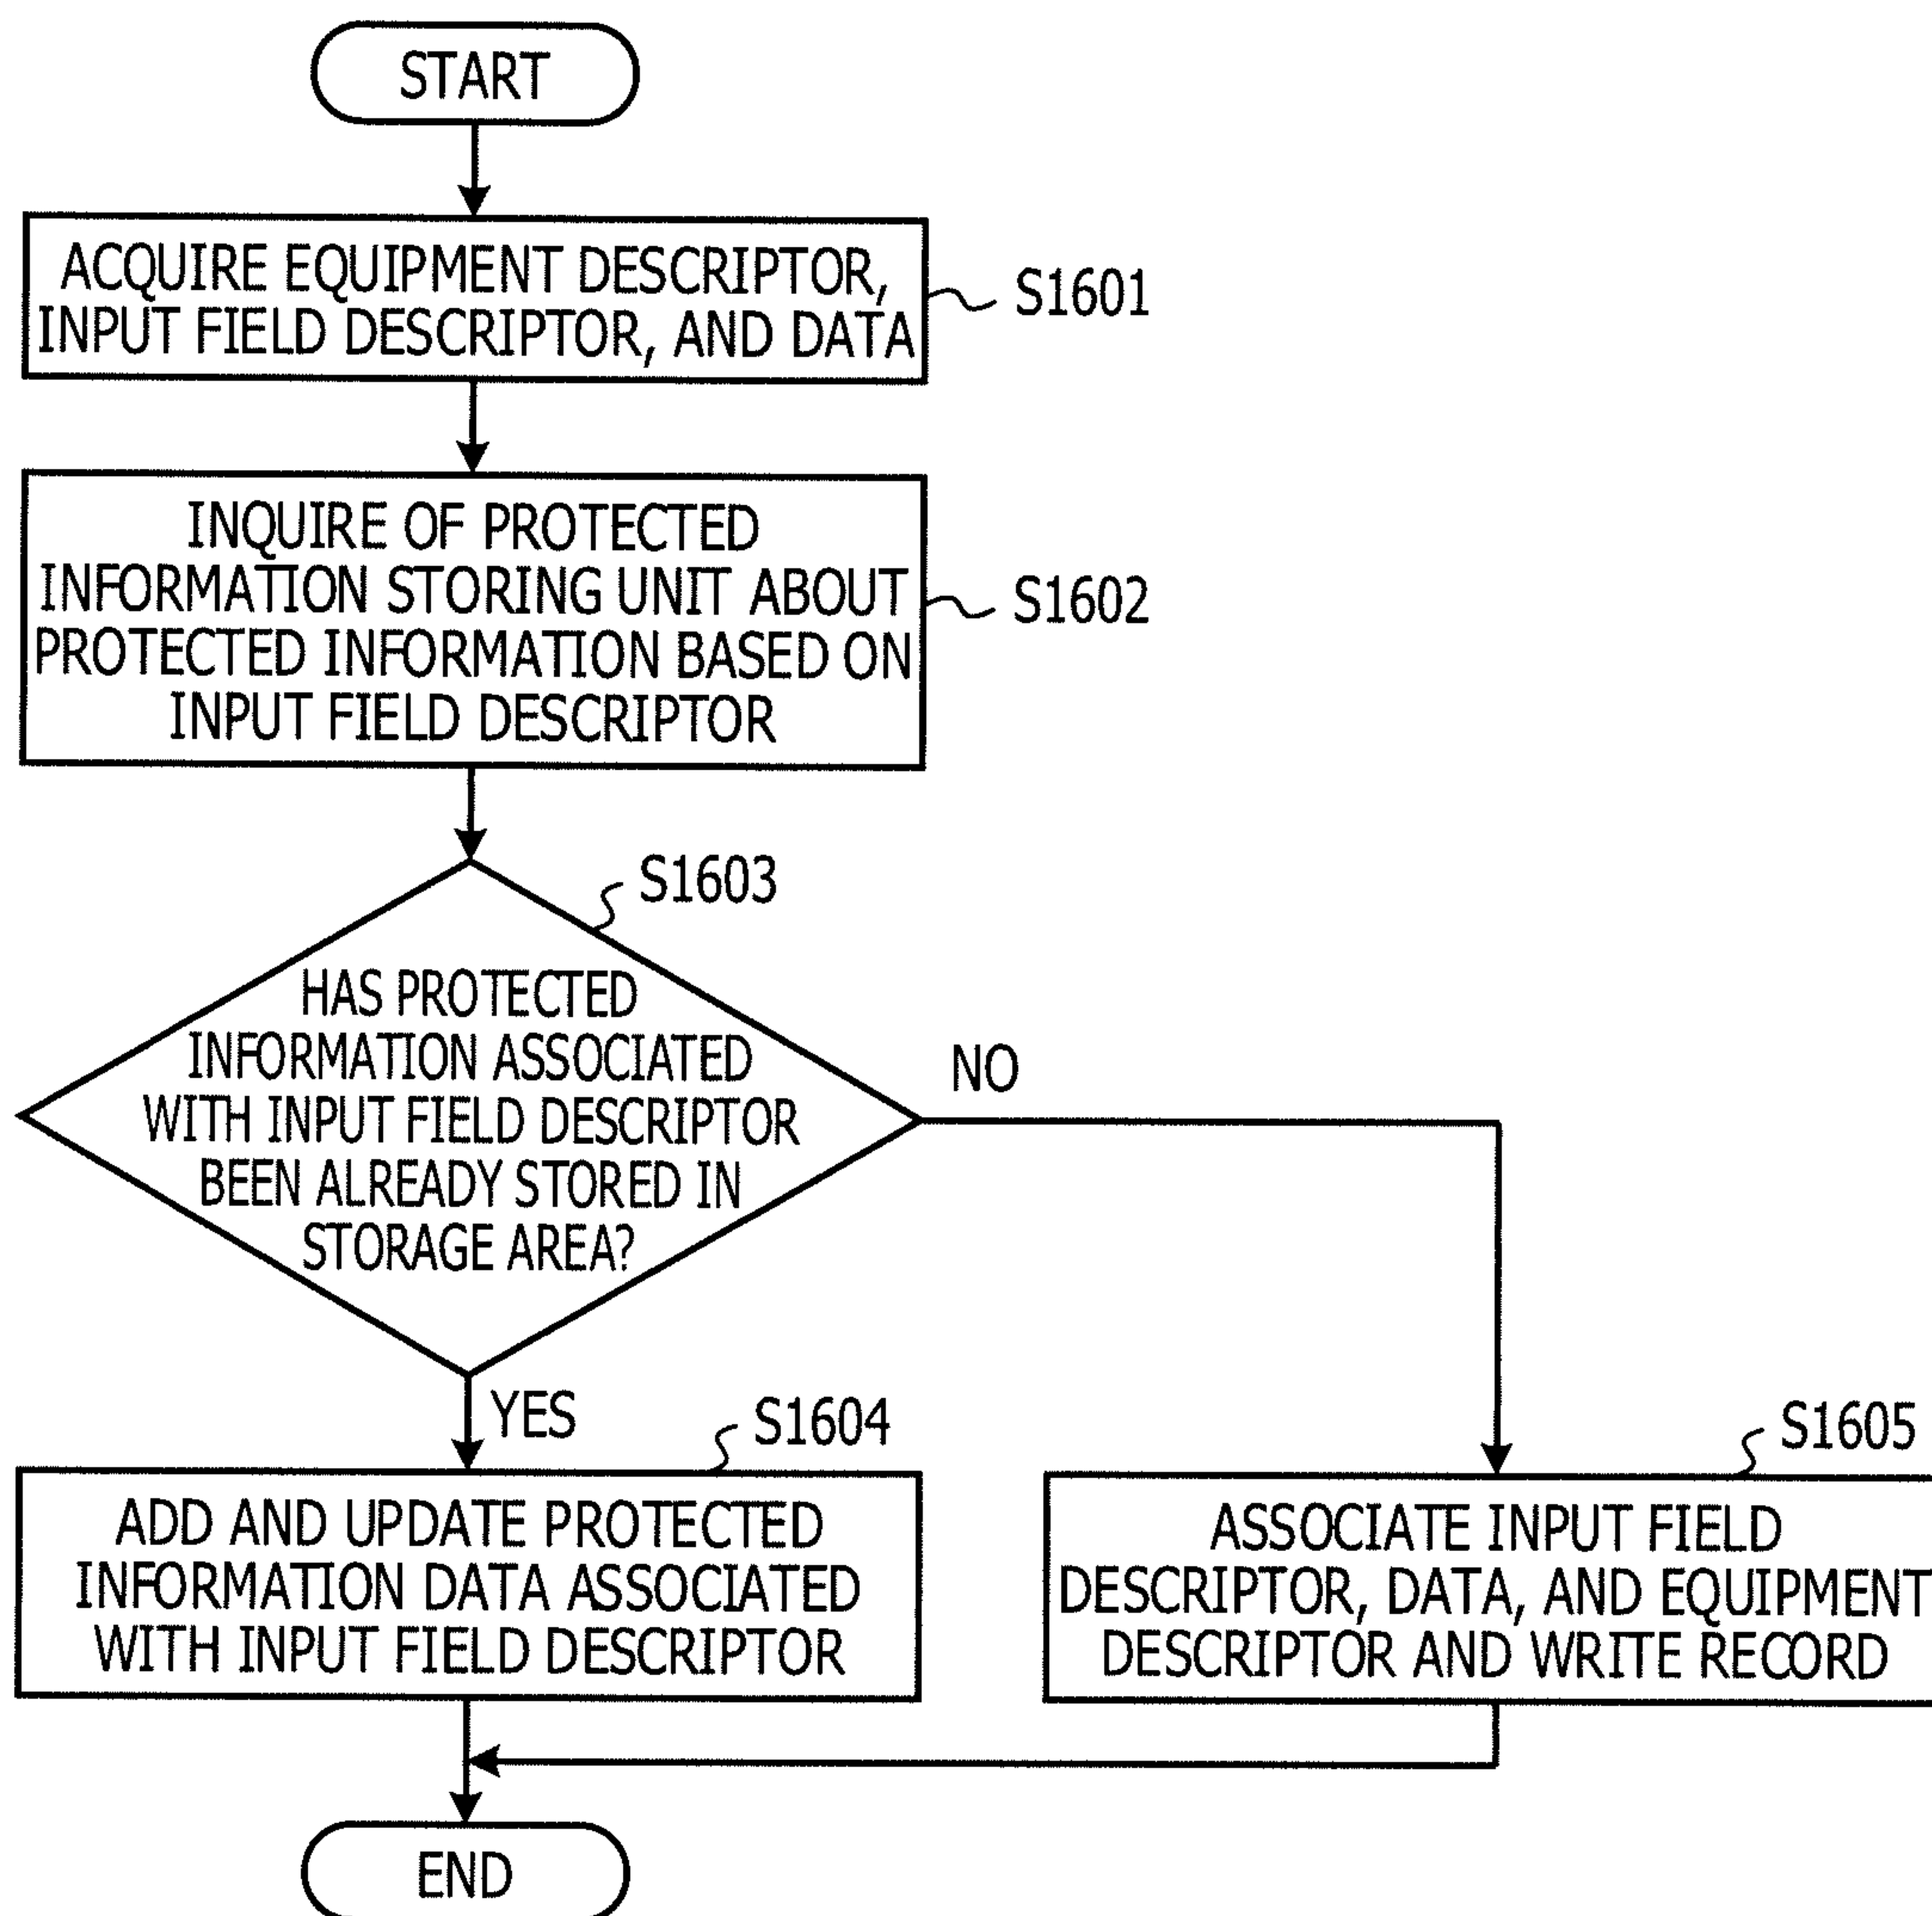 START
ACQUIRE EQUIPMENT DESCRIPTOR,
INPUT FIELD DESCRIPTOR, AND DATA
S1601
INQUIRE OF PROTECTED
INFORMATION STORING UNIT ABOUT
PROTECTED INFORMATION BASED ON
INPUT FIELD DESCRIPTOR
S1602
S1603
HAS PROTECTED
INFORMATION ASSOCIATED
WITH INPUT FIELD DESCRIPTOR
BEEN ALREADY STORED IN
STORAGE AREA?
NO
YES
S1604
ADD AND UPDATE PROTECTED
INFORMATION DATA ASSOCIATED
WITH INPUT FIELD DESCRIPTOR
S1605
ASSOCIATE INPUT FIELD
DESCRIPTOR, DATA, AND EQUIPMENT
DESCRIPTOR AND WRITE RECORD
END